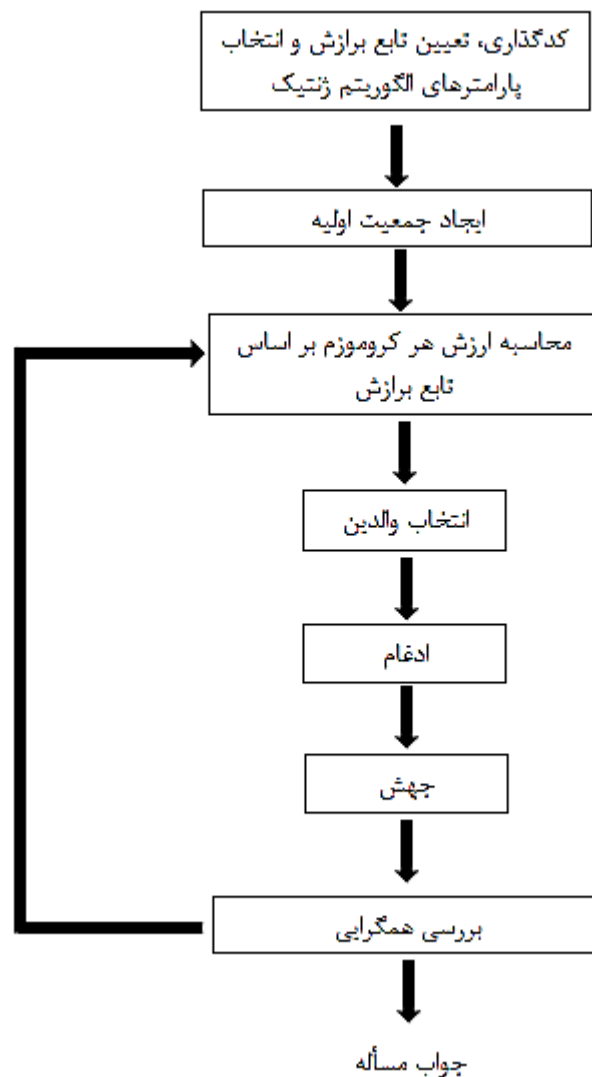 کدگذاری، تعیین تابع برازش و انتخاب
پارامترهای الگوریتم ژنتیک
ایجاد جمعیت اولیه
محاسبه ارزش هر کروموزم بر اساس
تابع برازش
انتخاب والدین
ادغام
جهش
بررسی همگرایی
جواب مسأله